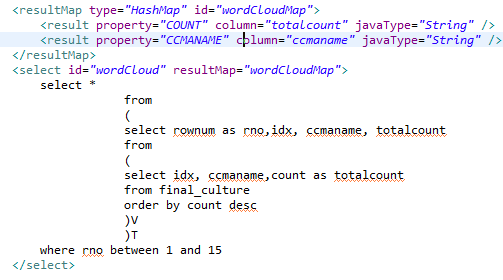 <resultMap type="HashMap" id="wordCloudMap">
<result property="COUNT" column="totalcount" javaType="String" />
<result property="CCMANAME" column="ccmaname" javaType="String" />
</resultMap>
<select id="wordCloud" resultMap="wordCloudMap">
select *
from
(
select rownum as rno,idx, ccmaname, totalcount
from
(
select idx, ccmaname,count as totalcount
from final_culture
order by count desc
)V
)T
where rno between 1 and 15
</select>